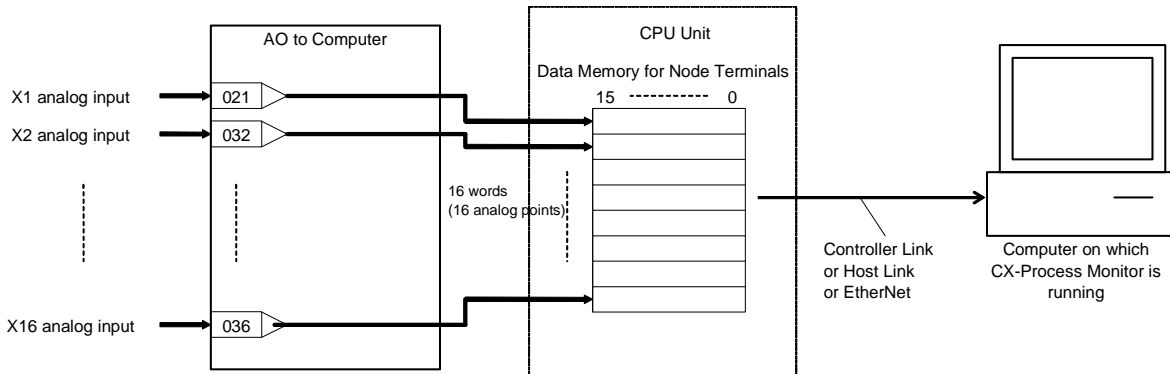 AO to Computer
CPU Unit
Data Memory for Node Terminals
15 0
X1 analog input
021
X2 analog input
032
16 words
(16 analog points)
X16 analog input
036
Controller Link
or Host Link
or EtherNet
Computer on which
CX-Process Monitor is
running